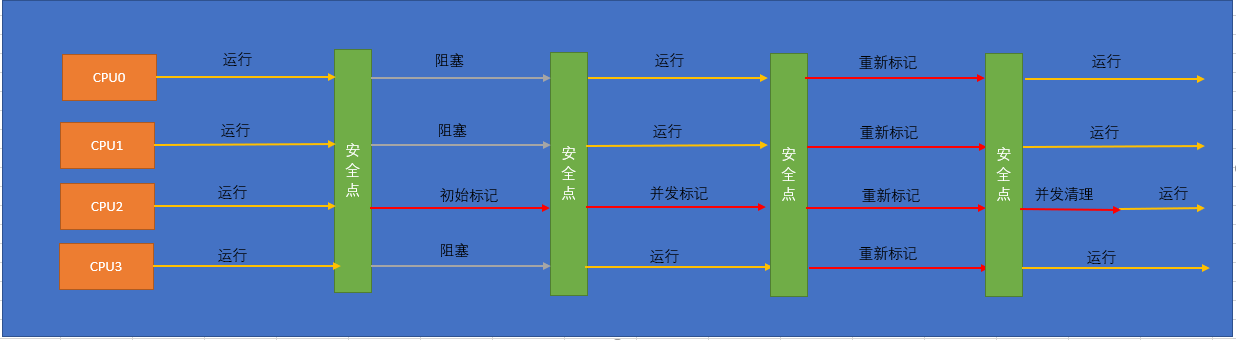 CPU0
运行
阻塞
运行
重新标记
运行
CPU1
运行
阻塞
运行
重新标记
运行
安全点
安全点
安全点
安全点
CPU2
运行
初始标记
并发标记
重新标记
并发清理
运行
CPU3
运行
阻塞
运行
重新标记
运行